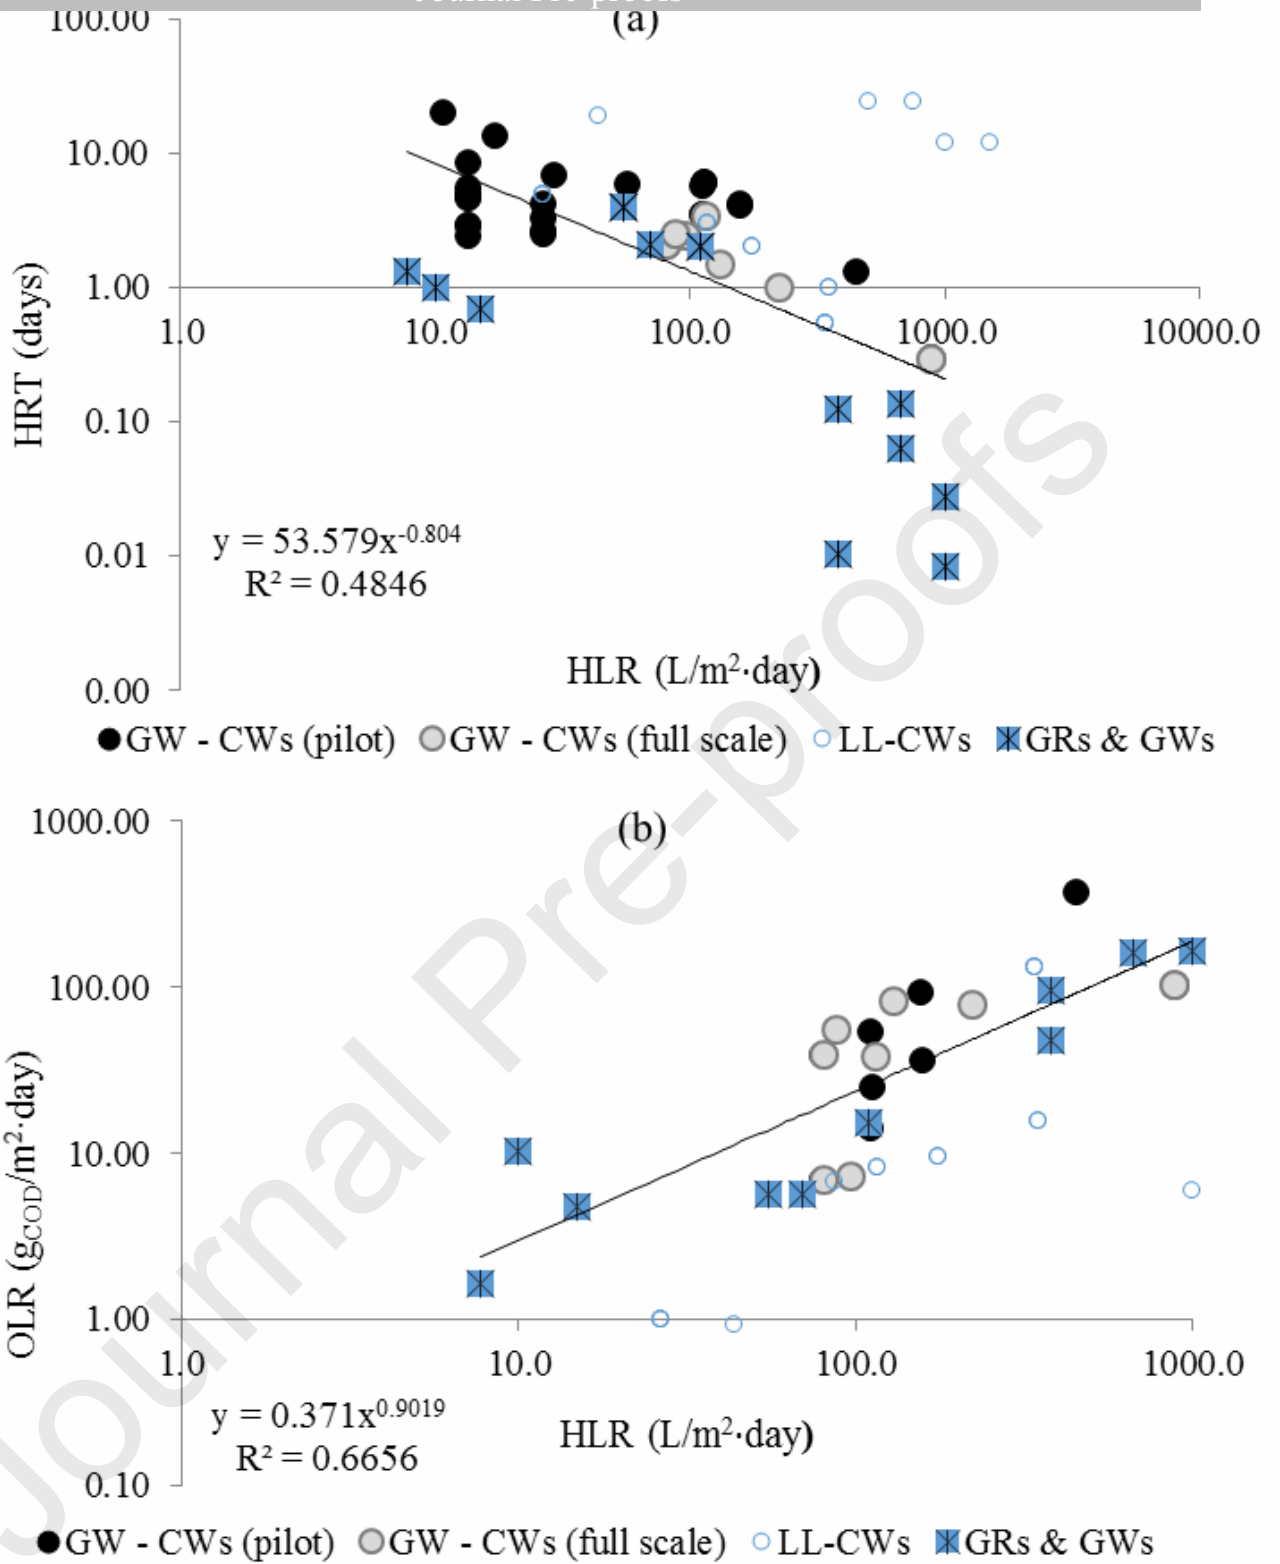 Journal Pre-proofs
(a)
100.00
10.00
1.00
0.10
0.01
0.00
HRT (days)
1.0 10.0 100.0 1000.0 10000.0
y = 53.579x^-0.804
R² = 0.4846
HLR (L/m²·day)
GW - CWs (pilot) GW - CWs (full scale) LL-CWs GRs & GWs
(b)
1000.00
100.00
10.00
1.00
0.10
OLR (gCOD/m²·day)
1.0 10.0 100.0 1000.0
y = 0.371x^0.9019
R² = 0.6656
HLR (L/m²·day)
GW - CWs (pilot) GW - CWs (full scale) LL-CWs GRs & GWs
Journal Pre-proofs